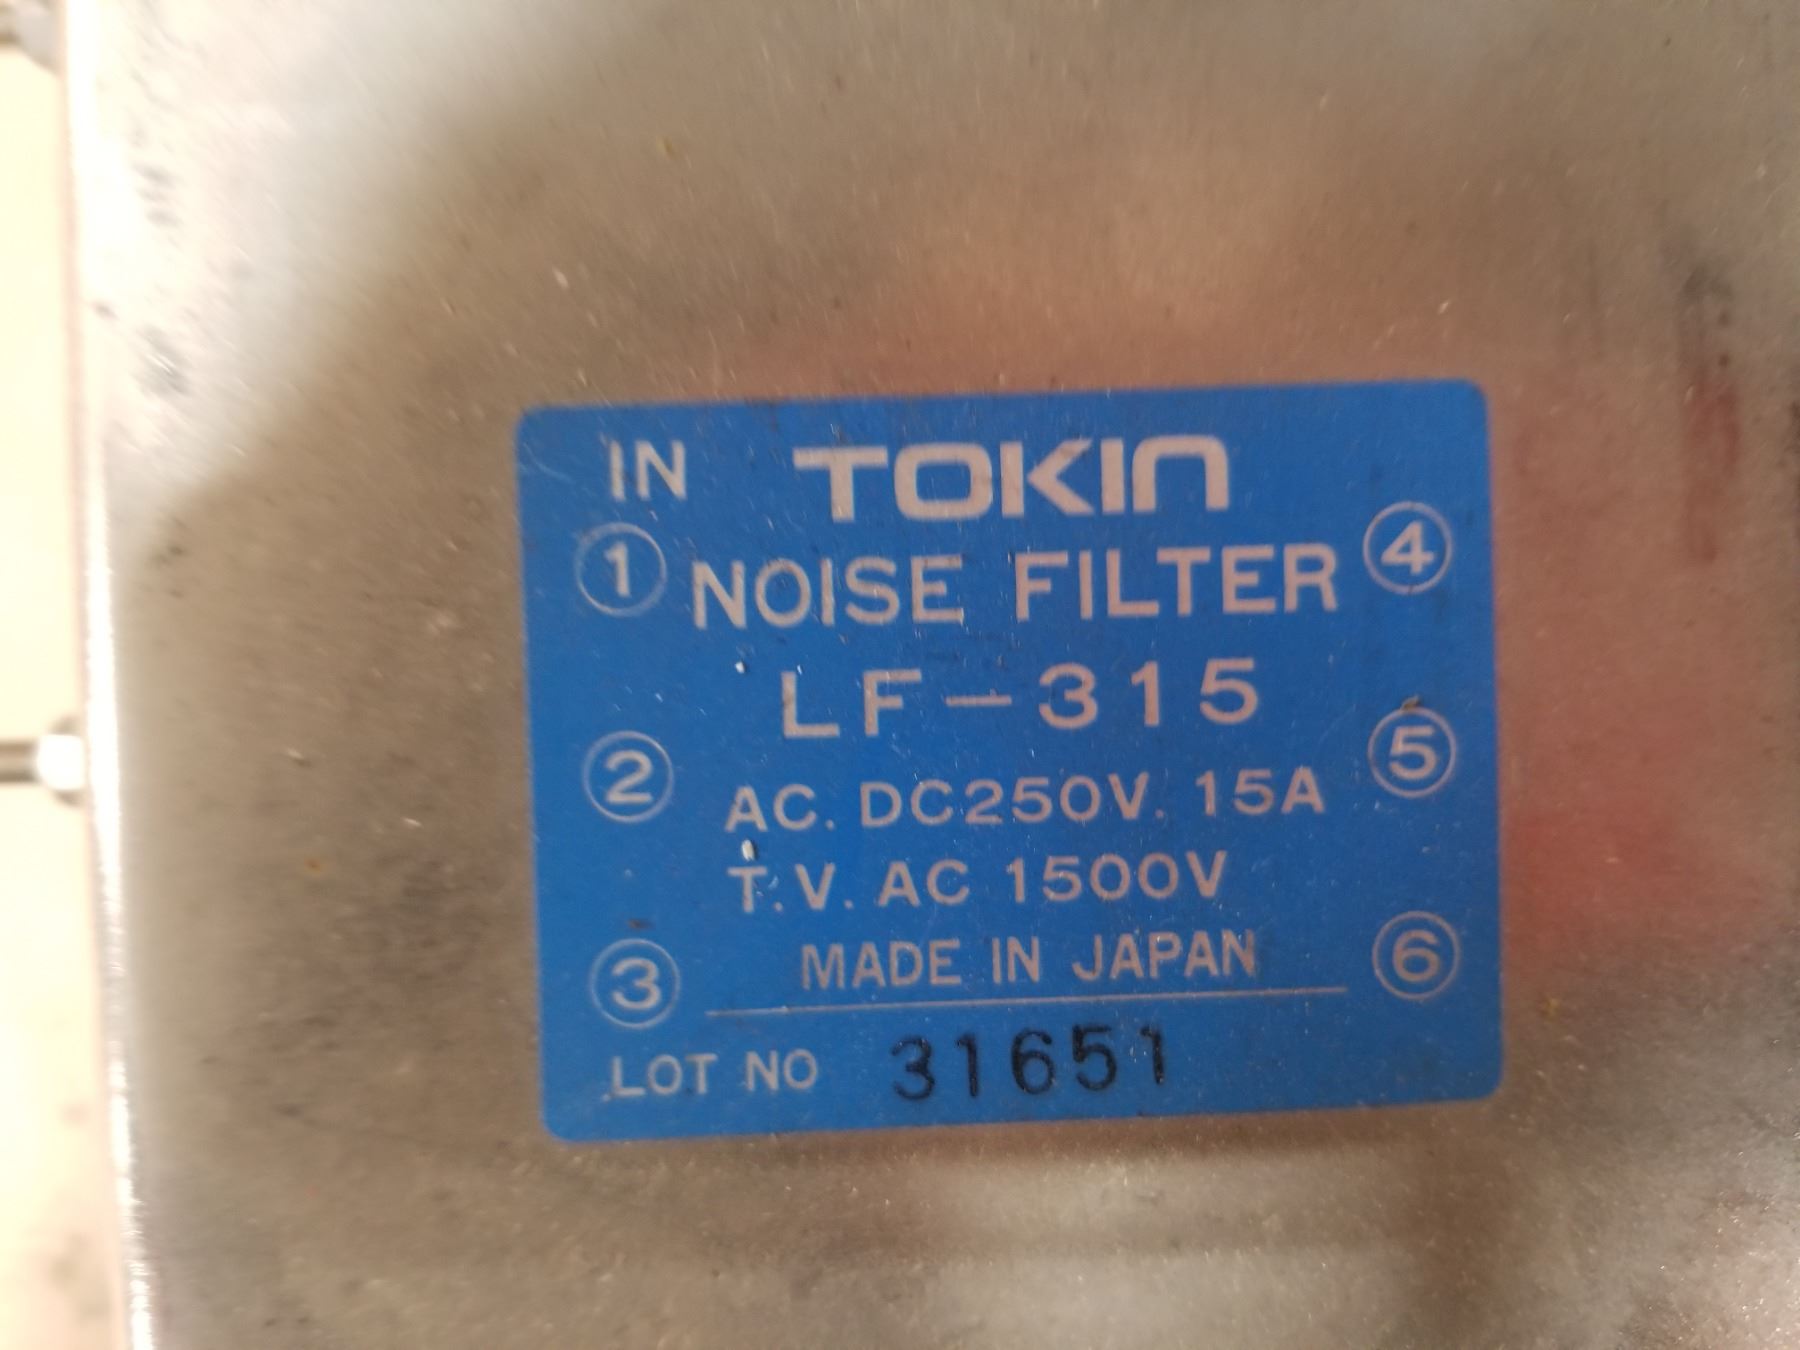 IN TOKIN
① NOISE FILTER ④
LF-315
② AC. DC250V. 15A ⑤
T.V. AC 1500V
③ MADE IN JAPAN ⑥
LOT NO 31651